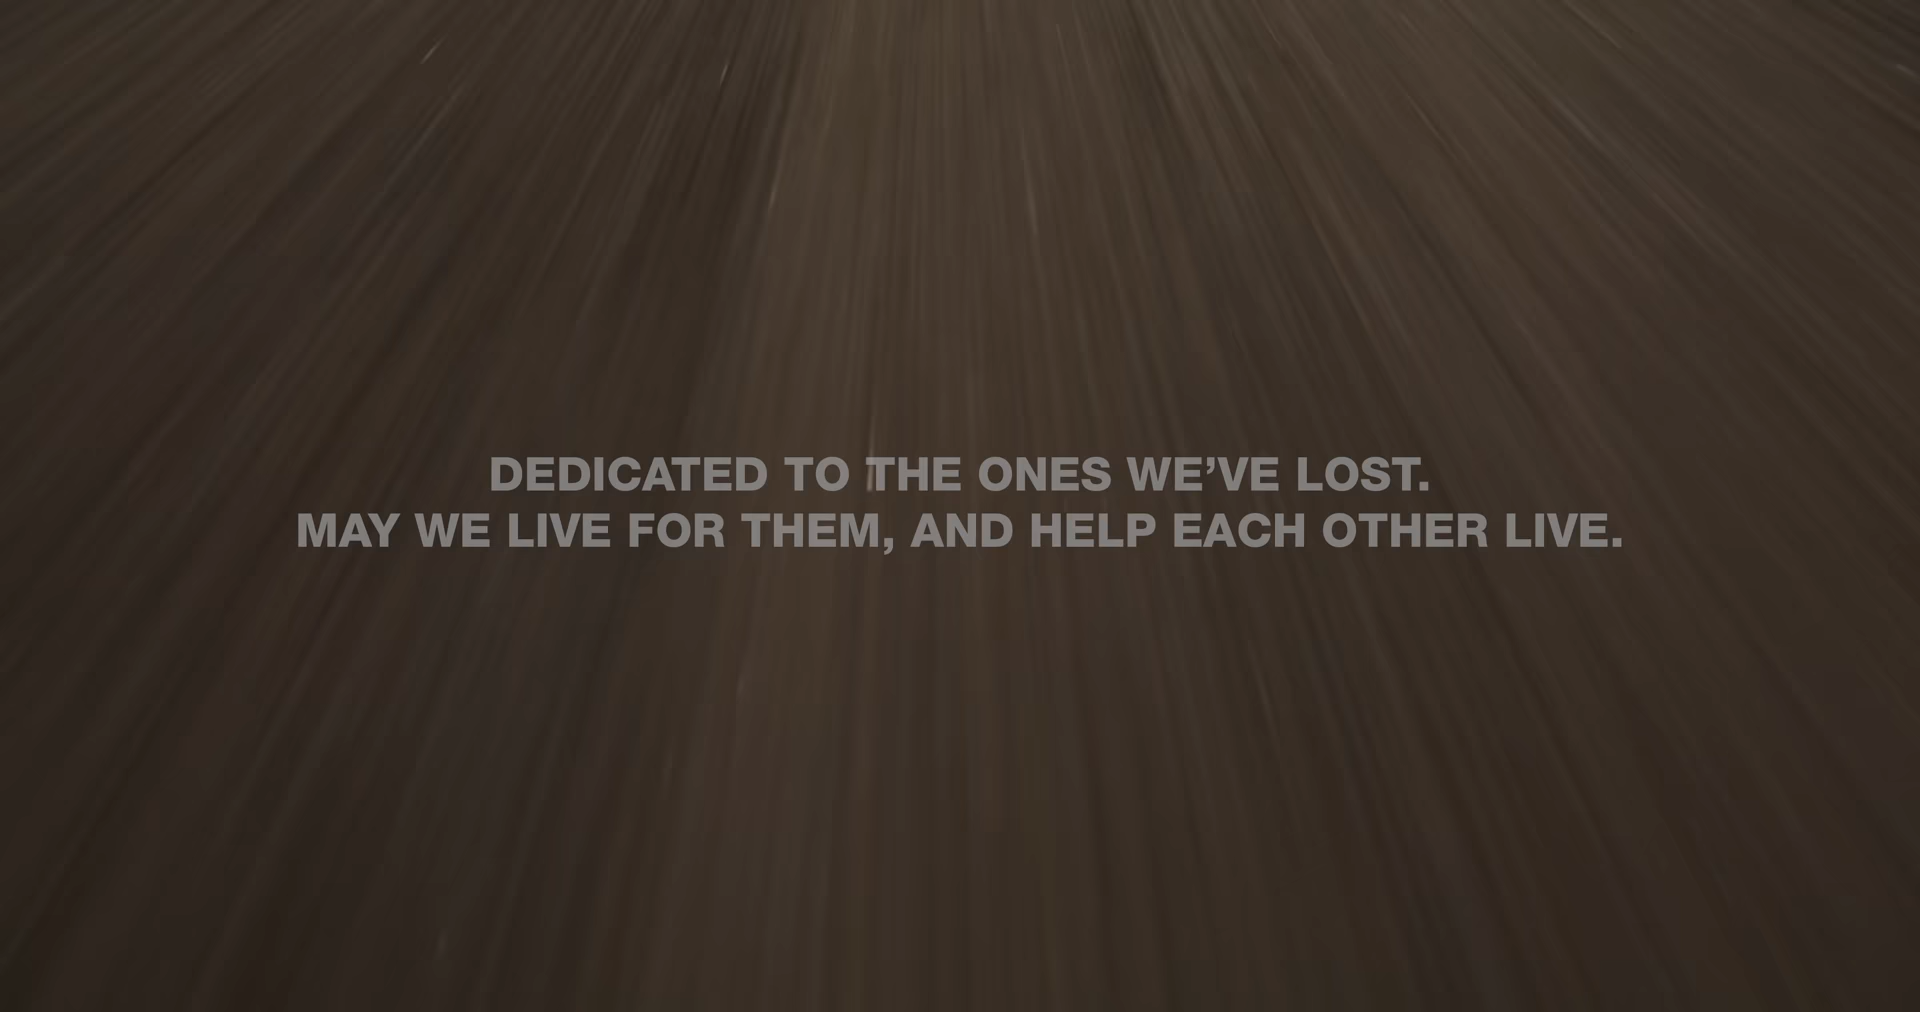 DEDICATED TO THE ONES WE’VE LOST.
MAY WE LIVE FOR THEM, AND HELP EACH OTHER LIVE.